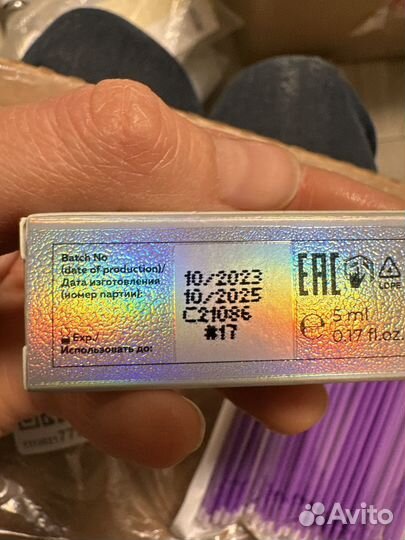 Batch No
(date of production)/
Дата изготовления
(номер партии):
Exp./
Использовать до:
10/2023
10/2025
C21086
#17
EAC
LDPE
℮ 5 ml
0.17 fl.oz.
Avito